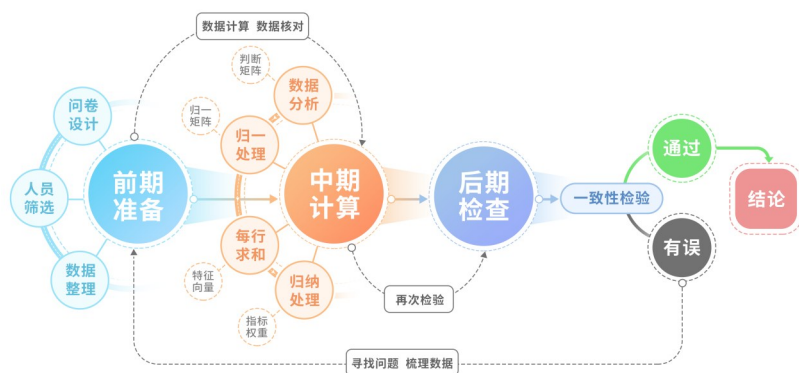 数据计算 数据核对
问卷
设计
人员
筛选
数据
整理
前期
准备
判断
矩阵
数据
分析
归一
矩阵
归一
处理
每行
求和
特征
向量
归纳
处理
指标
权重
中期
计算
再次检验
后期
检查
一致性检验
通过
有误
结论
寻找问题 梳理数据